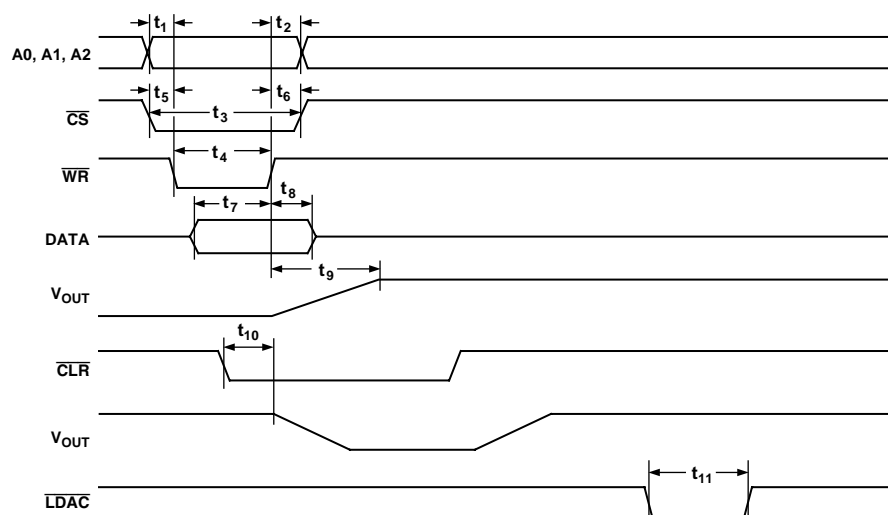 t1 t2
A0, A1, A2
t5 t6
t3
CS
t4
WR
t7 t8
DATA
t9
VOUT
t10
CLR
VOUT
t11
LDAC